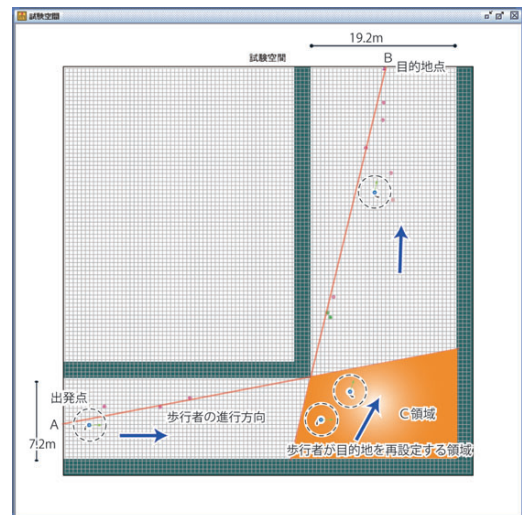 試験空間
19.2m
試験空間
B
目的地点
出発点
A
歩行者の進行方向
C領域
7.2m
歩行者が目的地を再設定する領域